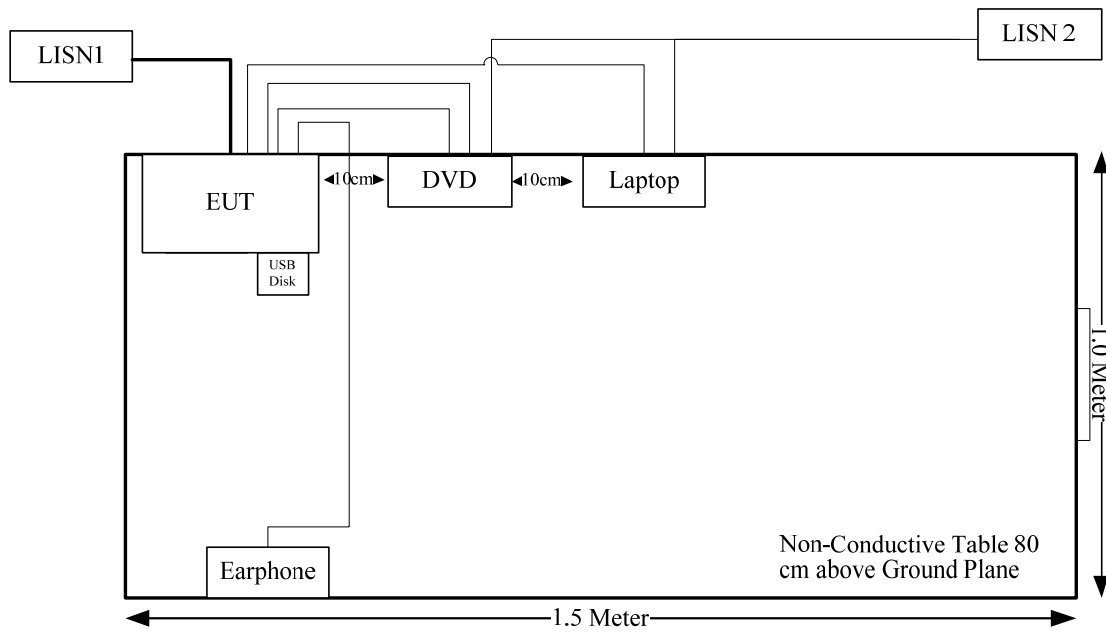 LISN1
LISN 2
EUT
10cm
DVD
10cm
Laptop
USB
Disk
1.0 Meter
Earphone
Non-Conductive Table 80
cm above Ground Plane
1.5 Meter